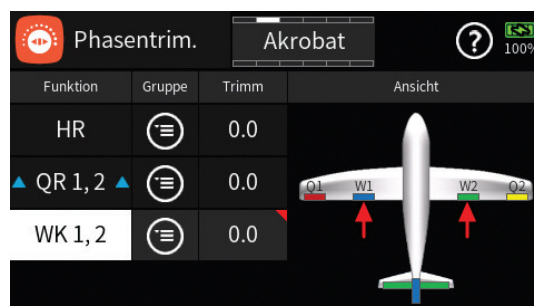 Phasentrim.
Akrobat
?
100%
Funktion Gruppe Trimm Ansicht
HR 0.0
QR 1, 2 0.0
WK 1, 2 0.0
Q1 W1 W2 Q2